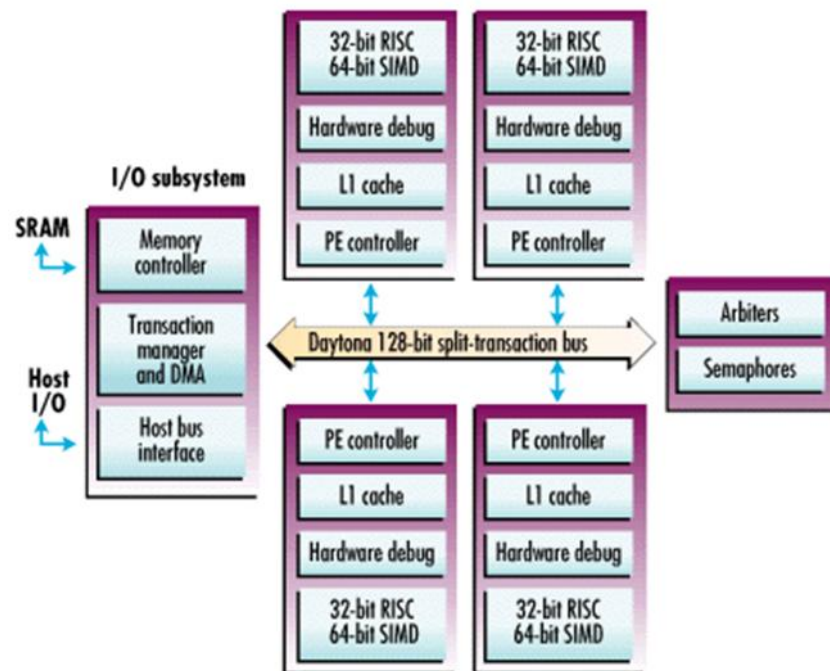 32-bit RISC
64-bit SIMD
Hardware debug
L1 cache
PE controller
32-bit RISC
64-bit SIMD
Hardware debug
L1 cache
PE controller
I/O subsystem
SRAM
Memory
controller
Transaction
manager
and DMA
Host
I/O
Host bus
interface
Daytona 128-bit split-transaction bus
Arbiters
Semaphores
PE controller
L1 cache
Hardware debug
32-bit RISC
64-bit SIMD
PE controller
L1 cache
Hardware debug
32-bit RISC
64-bit SIMD